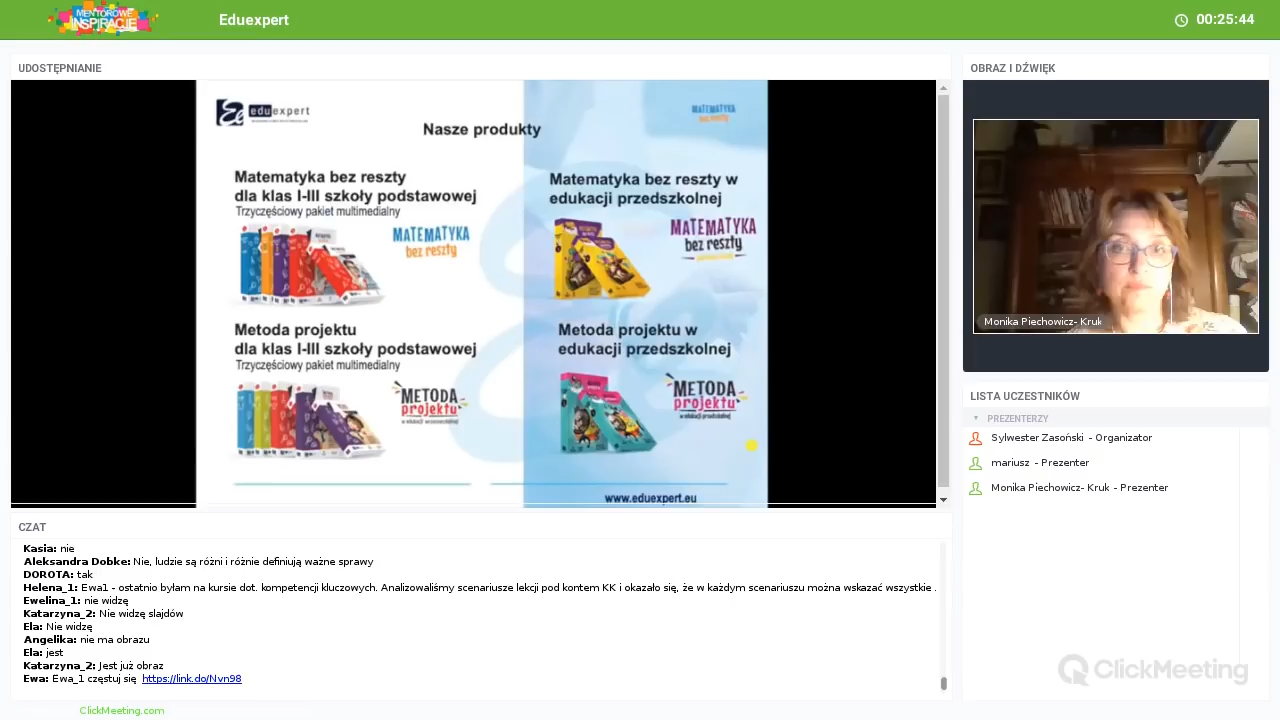 MENTOROWE
INSPIRACJE
Eduexpert
00:25:44
UDOSTĘPNIANIE
eduexpert
MATEMATYKA
bez reszty
Nasze produkty
Matematyka bez reszty
dla klas I-III szkoły podstawowej
Trzyczęściowy pakiet multimedialny
MATEMATYKA
bez reszty
Matematyka bez reszty w
edukacji przedszkolnej
MATEMATYKA
bez reszty
Metoda projektu
dla klas I-III szkoły podstawowej
Trzyczęściowy pakiet multimedialny
METODA
projektu
w edukacji wczesnoszkolnej
Metoda projektu w
edukacji przedszkolnej
METODA
projektu
w edukacji przedszkolnej
www.eduexpert.eu
OBRAZ I DŹWIĘK
Monika Piechowicz- Kruk
LISTA UCZESTNIKÓW
PREZENTERZY
Sylwester Zasoński - Organizator
mariusz - Prezenter
Monika Piechowicz- Kruk - Prezenter
CZAT
Kasia: nie
Aleksandra Dobke: Nie, ludzie są różni i różnie definiują ważne sprawy
DOROTA: tak
Helena_1: Ewa1 - ostatnio byłam na kursie dot. kompetencji kluczowych. Analizowaliśmy scenariusze lekcji pod kontem KK i okazało się, że w każdym scenariuszu można wskazać wszystkie .
Ewelina_1: nie widzę
Katarzyna_2: Nie widzę slajdów
Ela: Nie widzę
Angelika: nie ma obrazu
Ela: jest
Katarzyna_2: Jest już obraz
Ewa: Ewa_1 częstuj się https://link.do/Nvn98
ClickMeeting
ClickMeeting.com